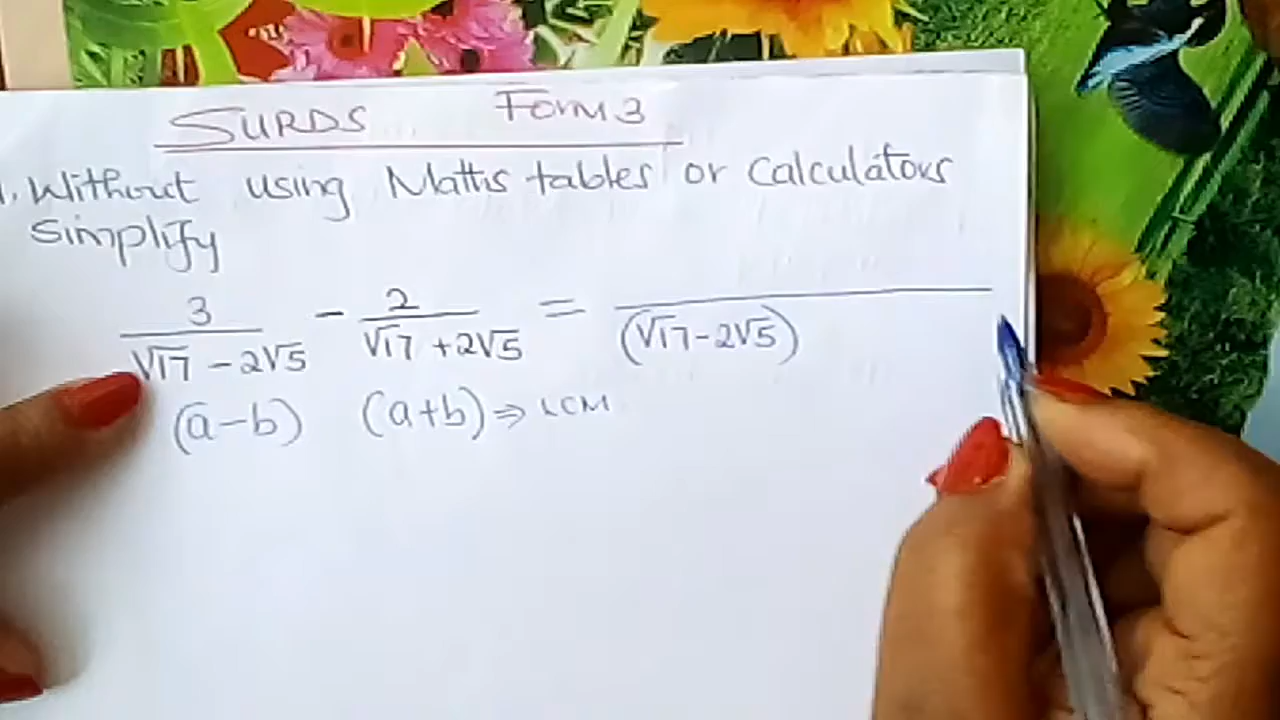 SURDS Form 3
1. Without using Maths tables or Calculators
Simplify
3/(√17 - 2√5) - 2/(√17 + 2√5) = /(√17 - 2√5)
(a-b) (a+b) ⇒ LCM